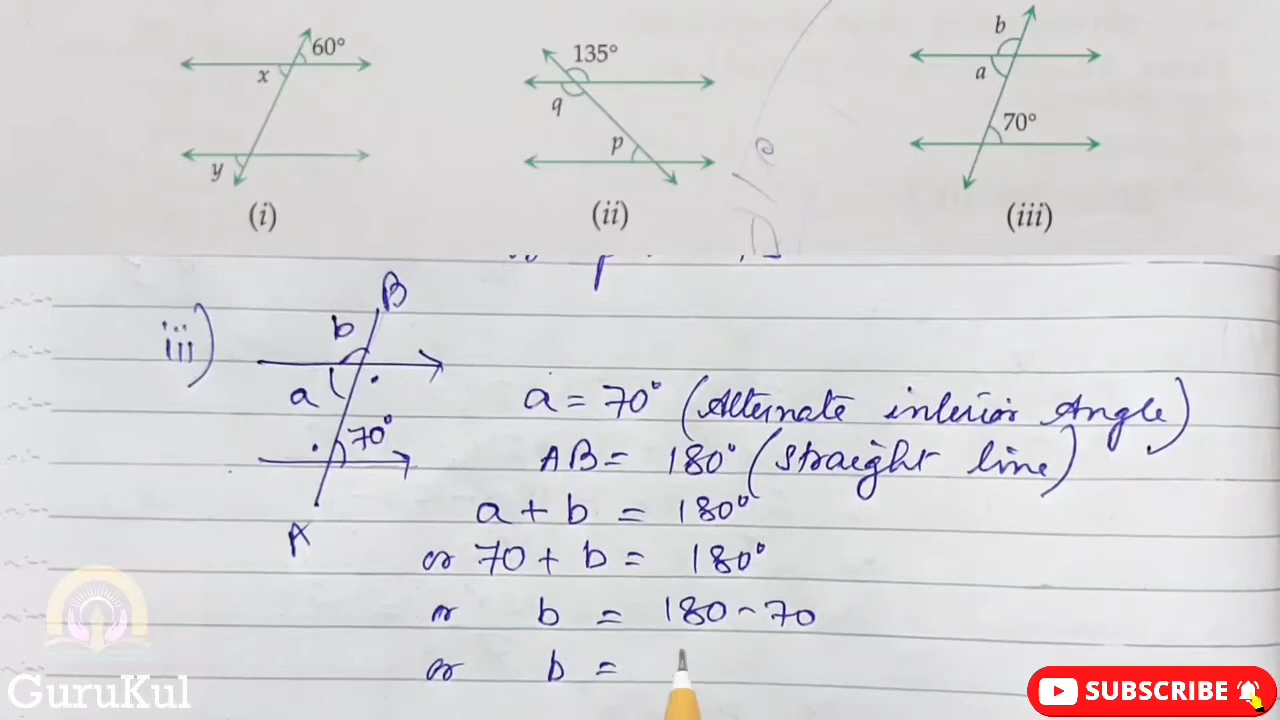 60°
x
y
(i)
135°
q
p
(ii)
b
a
70°
(iii)
iii)
B
b
a
70°
A
a = 70° (Alternate interior Angle)
AB = 180° (straight line)
a + b = 180°
or 70 + b = 180°
or b = 180 - 70
or b =
GuruKul
SUBSCRIBE